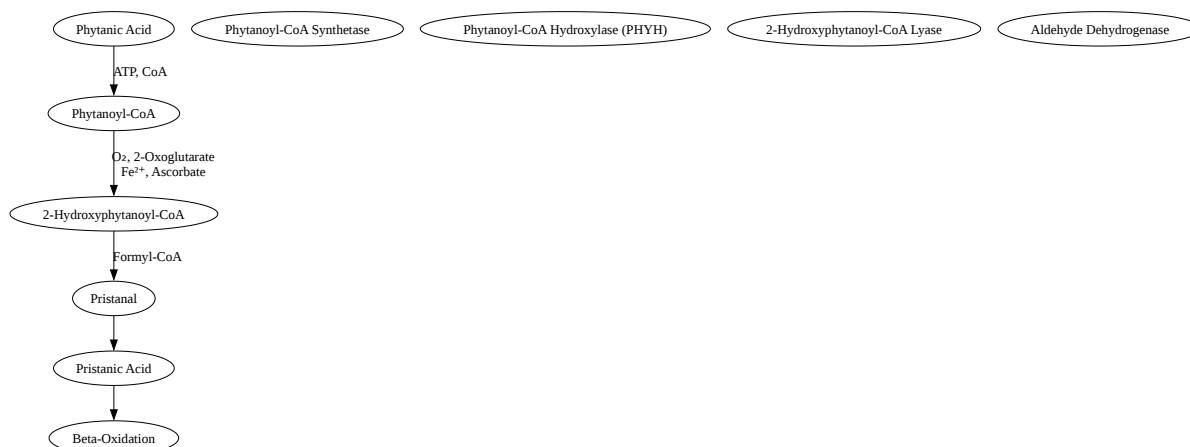 Phytanic Acid
Phytanoyl-CoA Synthetase
Phytanoyl-CoA Hydroxylase (PHYH)
2-Hydroxyphytanoyl-CoA Lyase
Aldehyde Dehydrogenase
ATP, CoA
Phytanoyl-CoA
O₂, 2-Oxoglutarate
Fe²⁺, Ascorbate
2-Hydroxyphytanoyl-CoA
Formyl-CoA
Pristanal
Pristanic Acid
Beta-Oxidation